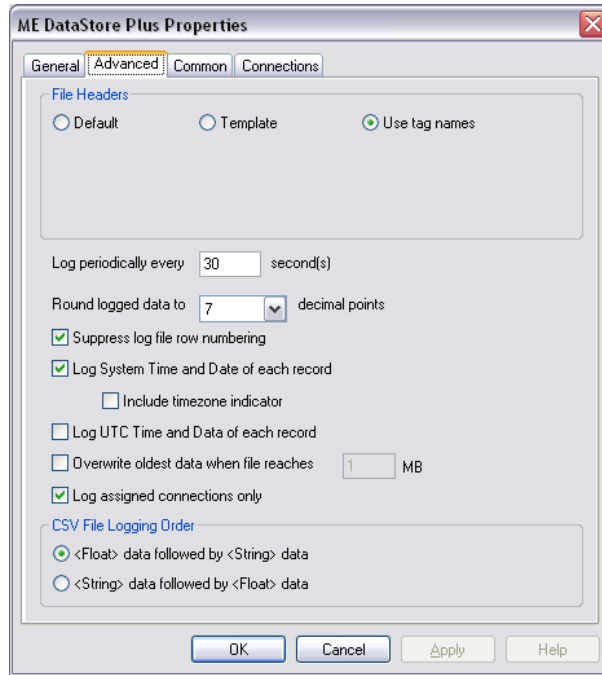 ME DataStore Plus Properties
General Advanced Common Connections
File Headers
Default Template Use tag names
Log periodically every 30 second(s)
Round logged data to 7 decimal points
Suppress log file row numbering
Log System Time and Date of each record
Include timezone indicator
Log UTC Time and Data of each record
Overwrite oldest data when file reaches 1 MB
Log assigned connections only
CSV File Logging Order
<Float> data followed by <String> data
<String> data followed by <Float> data
OK Cancel Apply Help